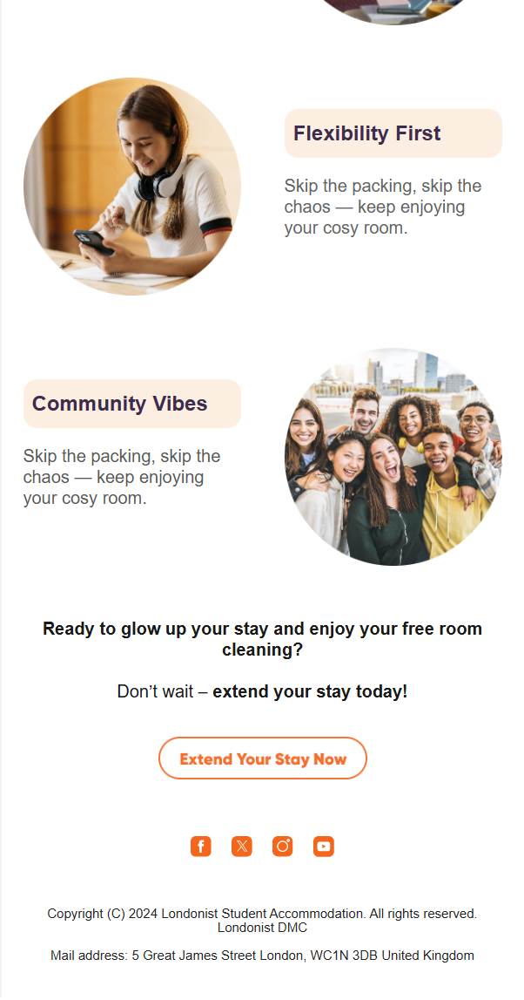 Flexibility First
Skip the packing, skip the
chaos — keep enjoying
your cosy room.
Community Vibes
Skip the packing, skip the
chaos — keep enjoying
your cosy room.
Ready to glow up your stay and enjoy your free room
cleaning?
Don’t wait – extend your stay today!
Extend Your Stay Now
Copyright (C) 2024 Londonist Student Accommodation. All rights reserved.
Londonist DMC
Mail address: 5 Great James Street London, WC1N 3DB United Kingdom